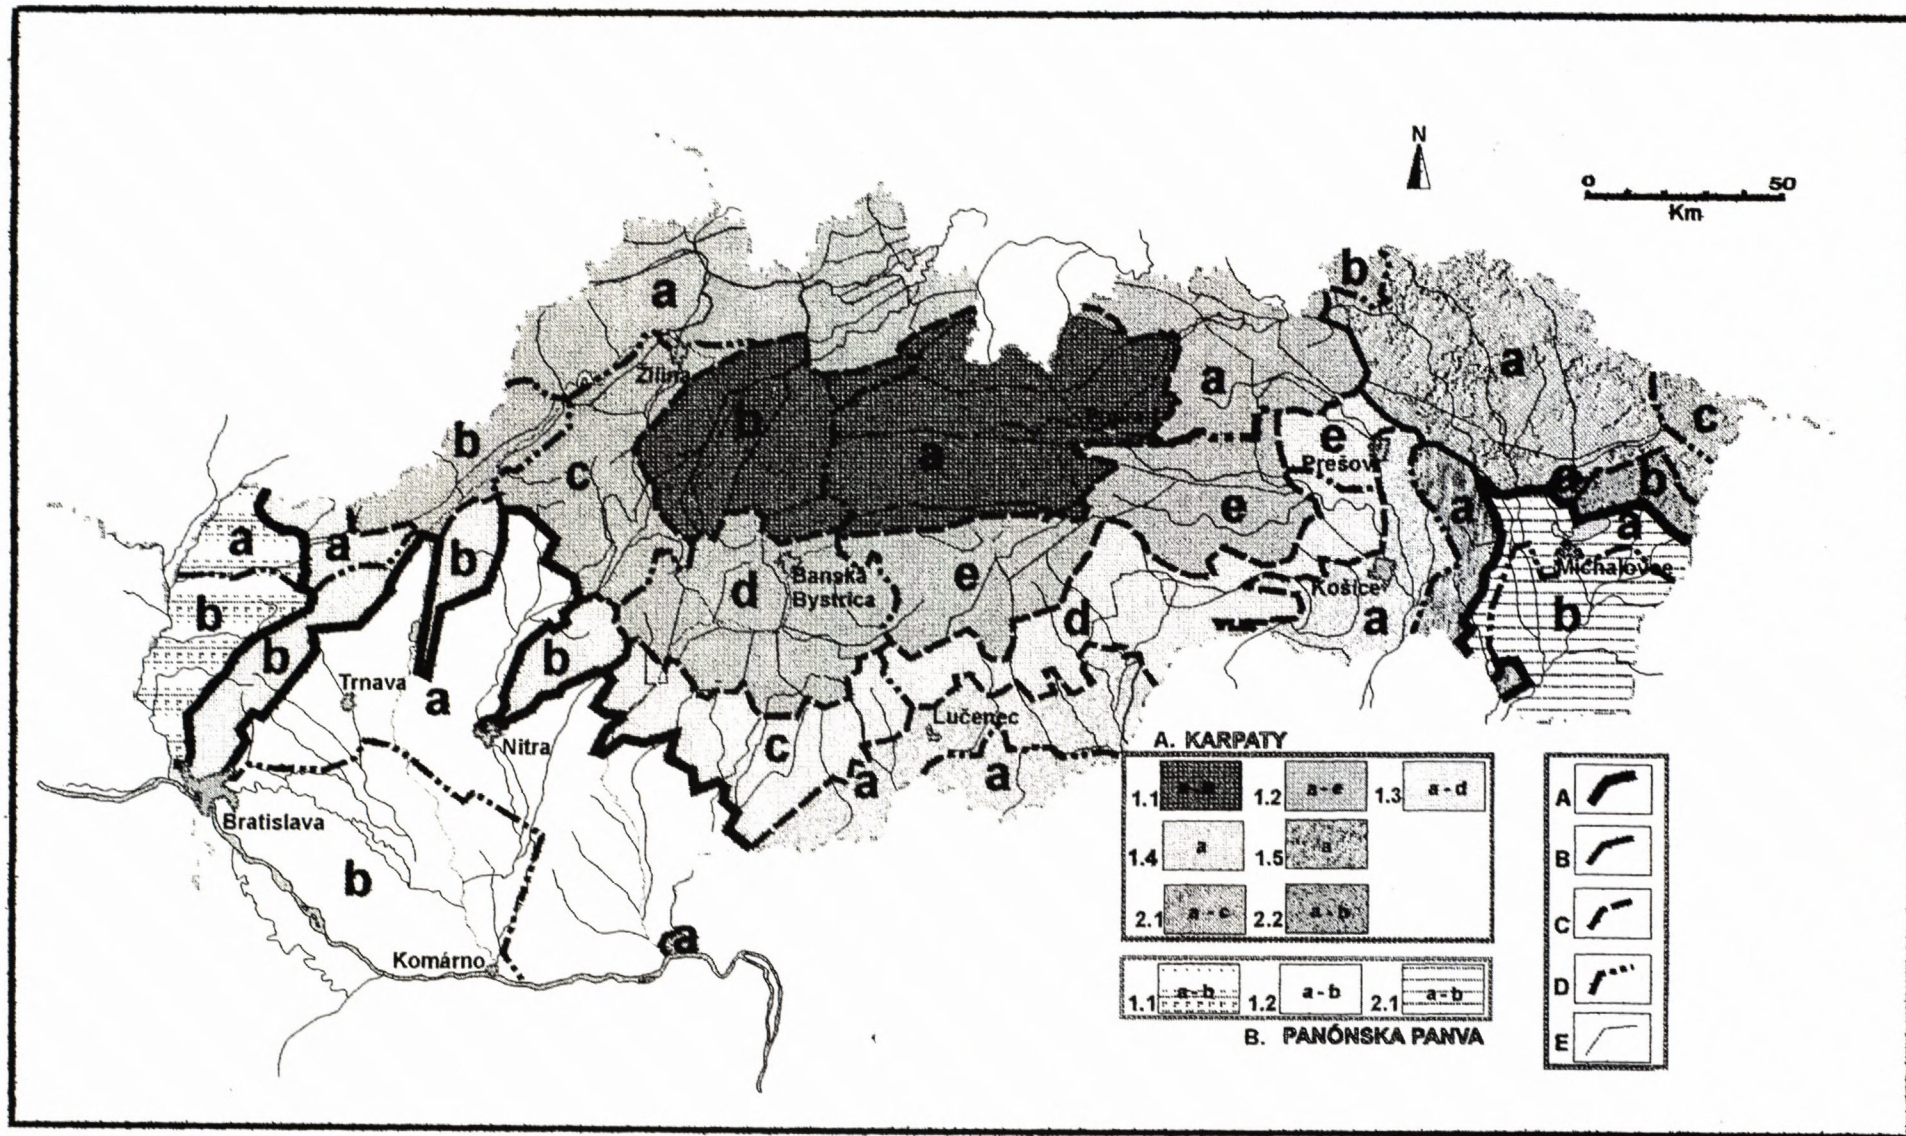 N
0 50
Km
b
a
a
c
b
a
Žilina
b
a
b
c
a
e
Prešov
e
b
a
a
a
a
b
b
d
Banská
Bystrica
e
Michalovce
Košice
b
b
b
d
a
b
Trnava
a
Nitra
Lučenec
c
a
a
Bratislava
b
Komárno
a
A. KARPATY
1.1
1.2 a - e
1.3 a - d
1.4 a
1.5 a
2.1 a - c
2.2 a - b
1.1 a - b
1.2 a - b
2.1 a - b
B. PANÓNSKA PANVA
A
B
C
D
E